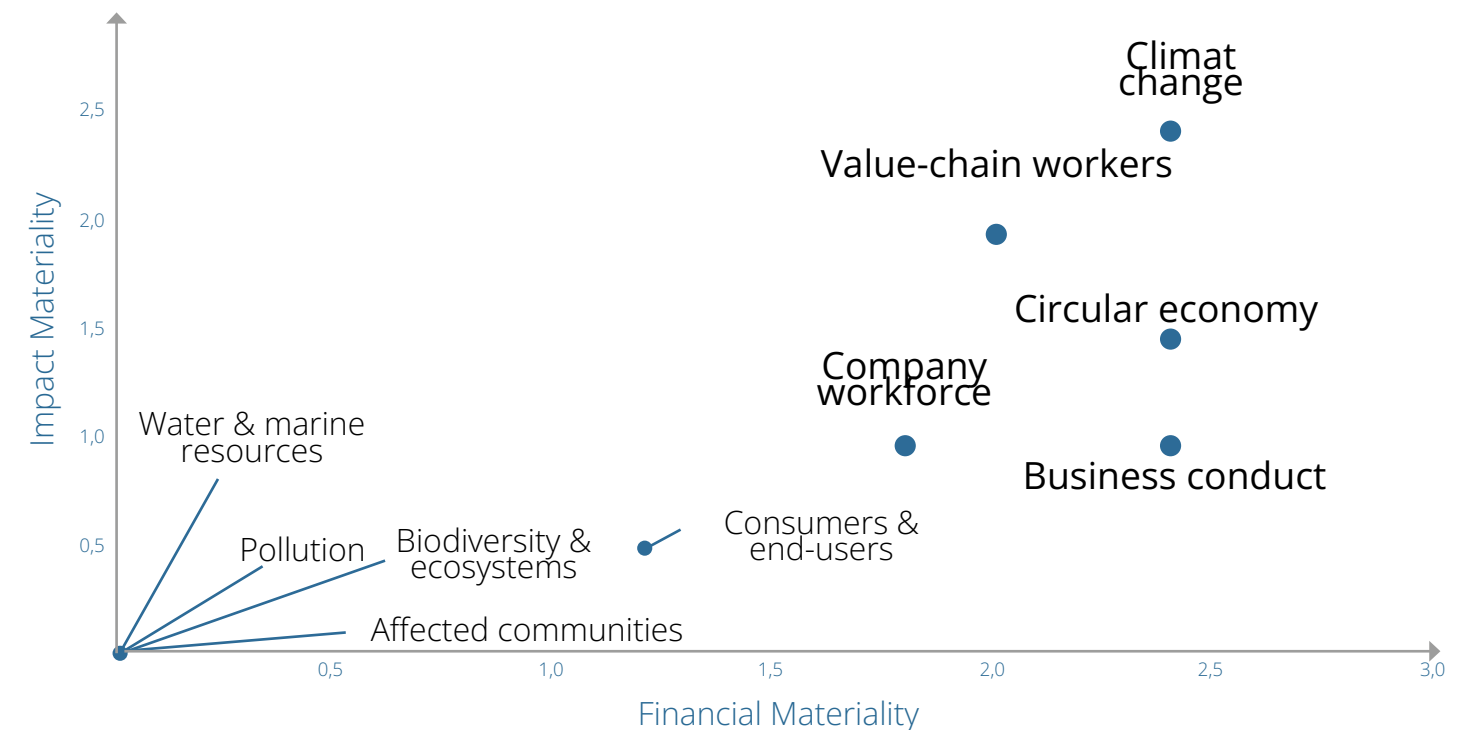 Climat
change
2,5
Value-chain workers
2,0
Impact Materiality
Circular economy
1,5
Company
workforce
Water & marine
resources
1,0
Business conduct
Consumers &
end-users
Pollution
Biodiversity &
ecosystems
0,5
Affected communities
0,5
1,0
1,5
2,0
2,5
3,0
Financial Materiality